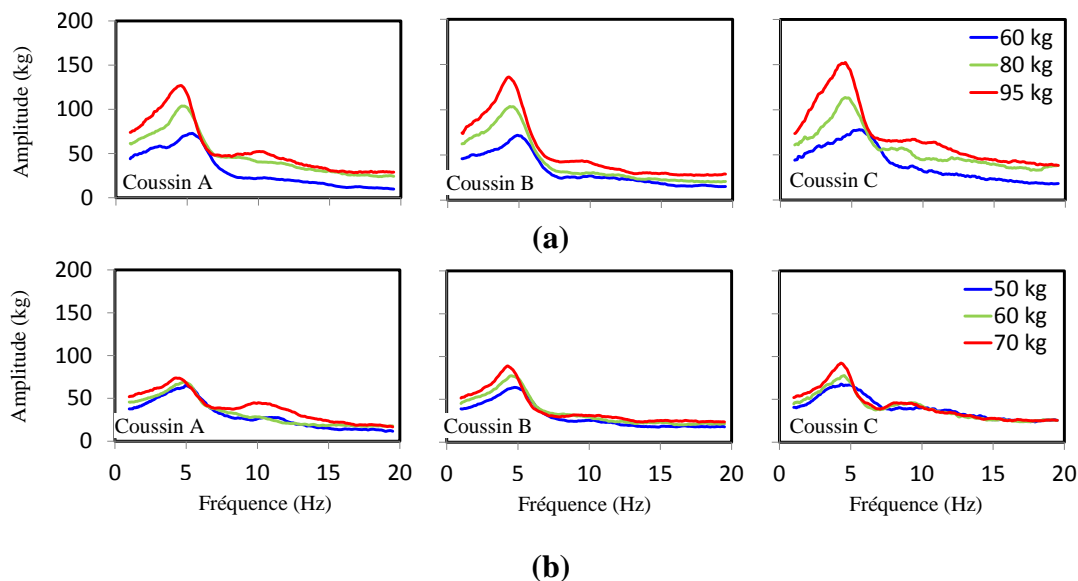 Amplitude (kg)
200
150
100
50
0
Coussin A
Coussin B
Coussin C
60 kg
80 kg
95 kg
(a)
Amplitude (kg)
200
150
100
50
0
Coussin A
Coussin B
Coussin C
50 kg
60 kg
70 kg
0 5 10 15 20 0 5 10 15 20 0 5 10 15 20
Fréquence (Hz) Fréquence (Hz) Fréquence (Hz)
(b)